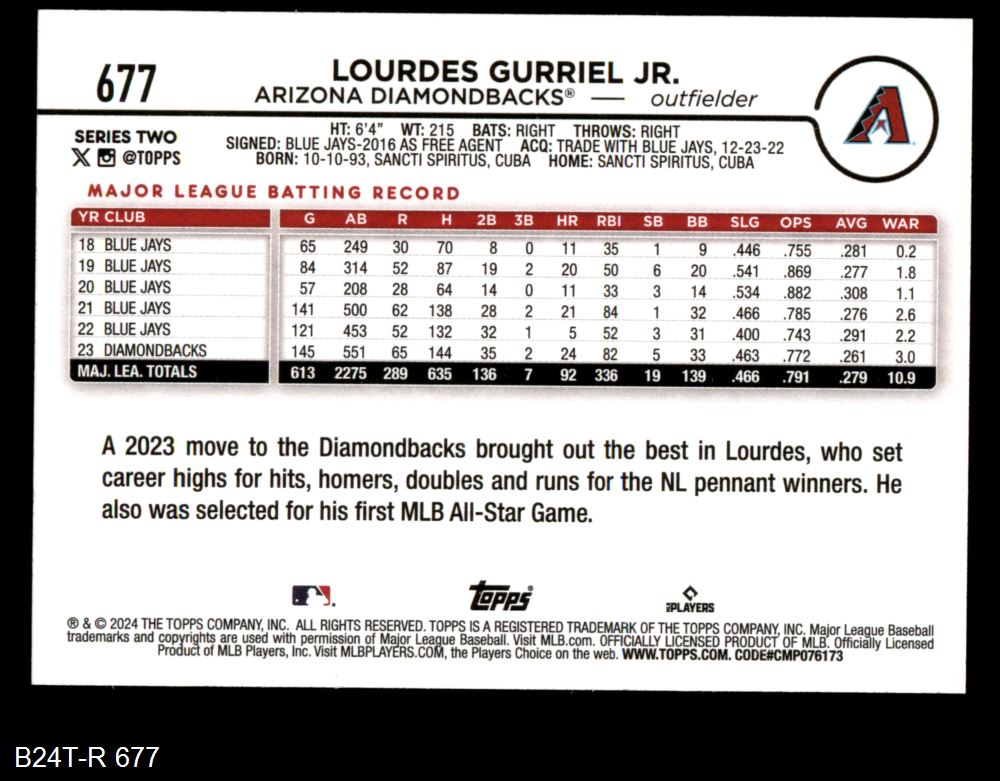 677
LOURDES GURRIEL JR.
ARIZONA DIAMONDBACKS® — outfielder
SERIES TWO
X @TOPPS
HT: 6'4" WT: 215 BATS: RIGHT THROWS: RIGHT
SIGNED: BLUE JAYS-2016 AS FREE AGENT ACQ: TRADE WITH BLUE JAYS, 12-23-22
BORN: 10-10-93, SANCTI SPIRITUS, CUBA HOME: SANCTI SPIRITUS, CUBA
MAJOR LEAGUE BATTING RECORD
YR CLUB G AB R H 2B 3B HR RBI SB BB SLG OPS AVG WAR
18 BLUE JAYS 65 249 30 70 8 0 11 35 1 9 .446 .755 .281 0.2
19 BLUE JAYS 84 314 52 87 19 2 20 50 6 20 .541 .869 .277 1.8
20 BLUE JAYS 57 208 28 64 14 0 11 33 3 14 .534 .882 .308 1.1
21 BLUE JAYS 141 500 62 138 28 2 21 84 1 32 .466 .785 .276 2.6
22 BLUE JAYS 121 453 52 132 32 1 5 52 3 31 .400 .743 .291 2.2
23 DIAMONDBACKS 145 551 65 144 35 2 24 82 5 33 .463 .772 .261 3.0
MAJ. LEA. TOTALS 613 2275 289 635 136 7 92 336 19 139 .466 .791 .279 10.9
A 2023 move to the Diamondbacks brought out the best in Lourdes, who set
career highs for hits, homers, doubles and runs for the NL pennant winners. He
also was selected for his first MLB All-Star Game.
Topps®
MLB PLAYERS
® & © 2024 THE TOPPS COMPANY, INC. ALL RIGHTS RESERVED. TOPPS IS A REGISTERED TRADEMARK OF THE TOPPS COMPANY, INC. Major League Baseball
trademarks and copyrights are used with permission of Major League Baseball. Visit MLB.com. OFFICIALLY LICENSED PRODUCT OF MLB. Officially Licensed
Product of MLB Players, Inc. Visit MLBPLAYERS.COM, the Players Choice on the web. WWW.TOPPS.COM. CODE#CMP076173
B24T-R 677